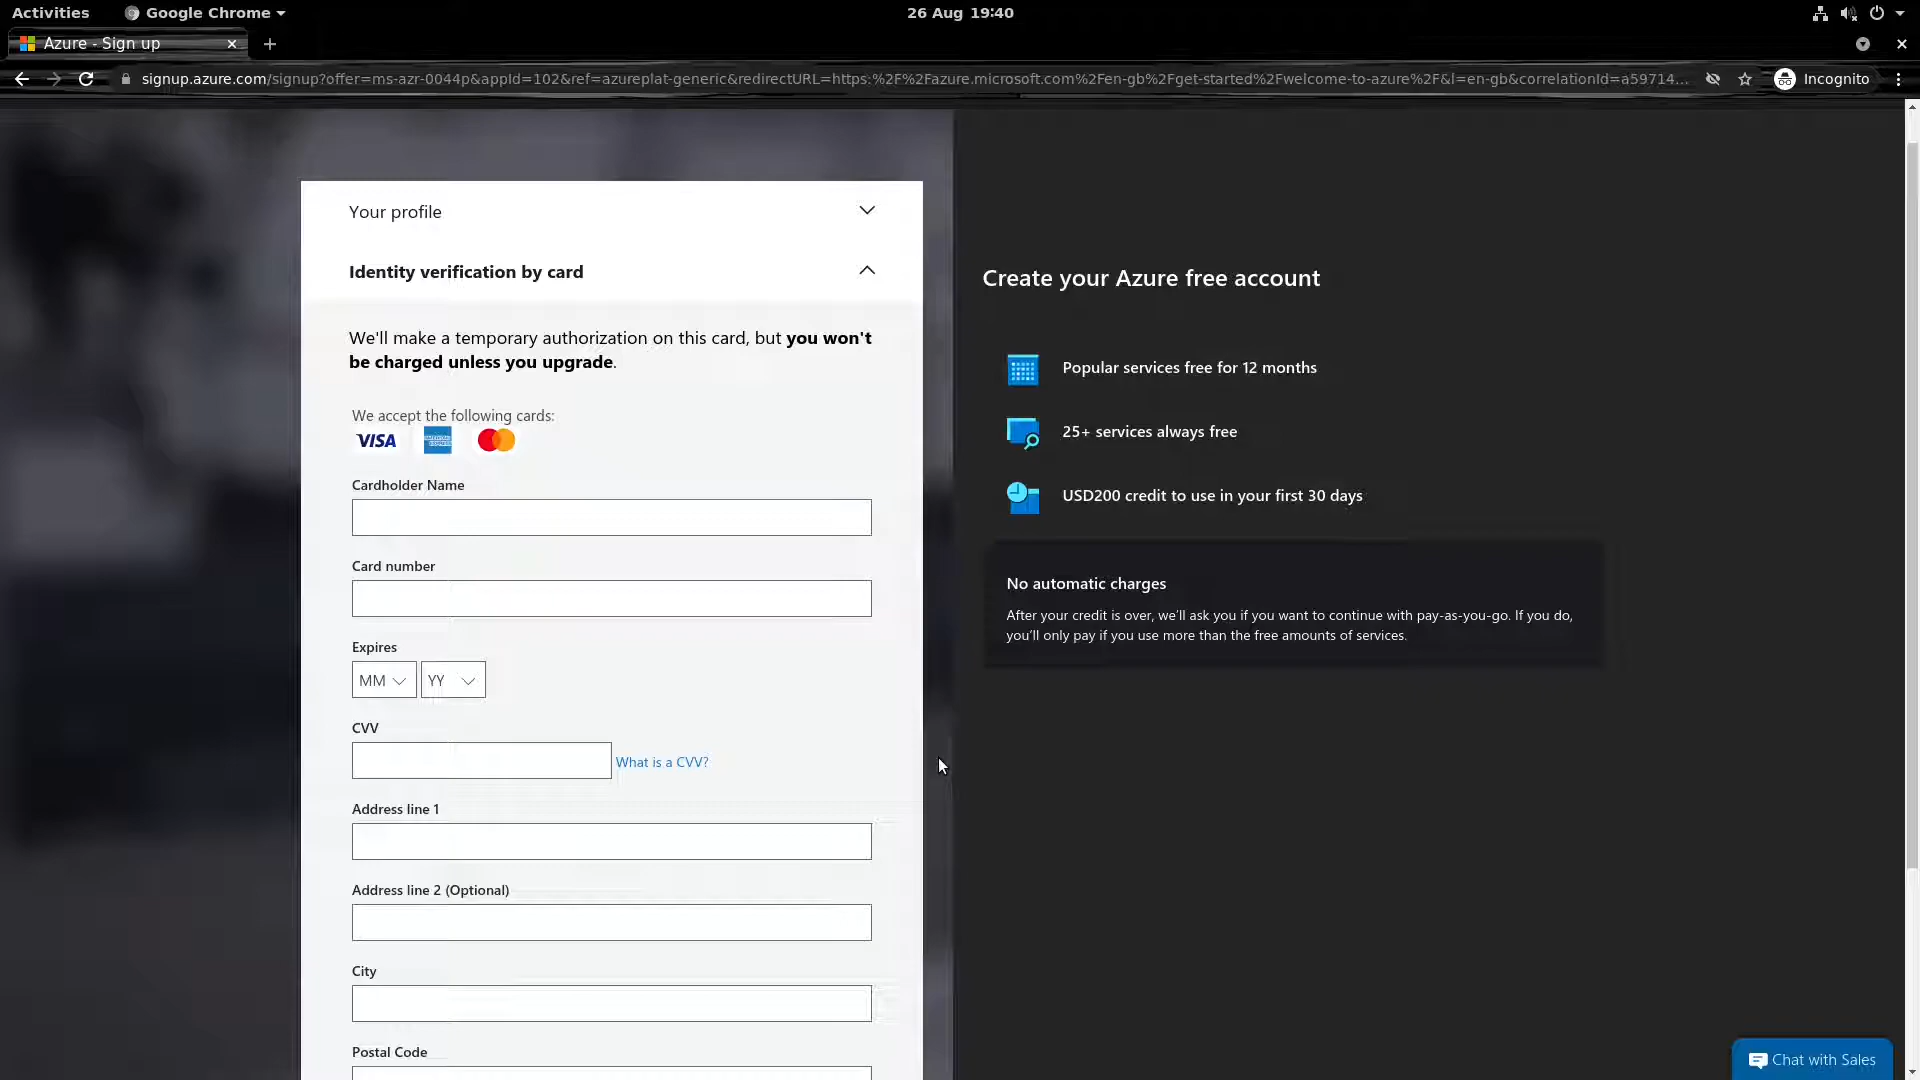 Activities
Google Chrome
26 Aug 19:40
Azure - Sign up
signup.azure.com/signup?offer=ms-azr-0044p&appId=102&ref=azureplat-generic&redirectURL=https:%2F%2Fazure.microsoft.com%2Fen-gb%2Fget-started%2Fwelcome-to-azure%2F&l=en-gb&correlationId=a59714...
Incognito
Your profile
Identity verification by card
We'll make a temporary authorization on this card, but you won't
be charged unless you upgrade.
We accept the following cards:
VISA
Cardholder Name
Card number
Expires
MM
YY
CVV
What is a CVV?
Address line 1
Address line 2 (Optional)
City
Postal Code
Create your Azure free account
Popular services free for 12 months
25+ services always free
USD200 credit to use in your first 30 days
No automatic charges
After your credit is over, we’ll ask you if you want to continue with pay-as-you-go. If you do,
you’ll only pay if you use more than the free amounts of services.
Chat with Sales